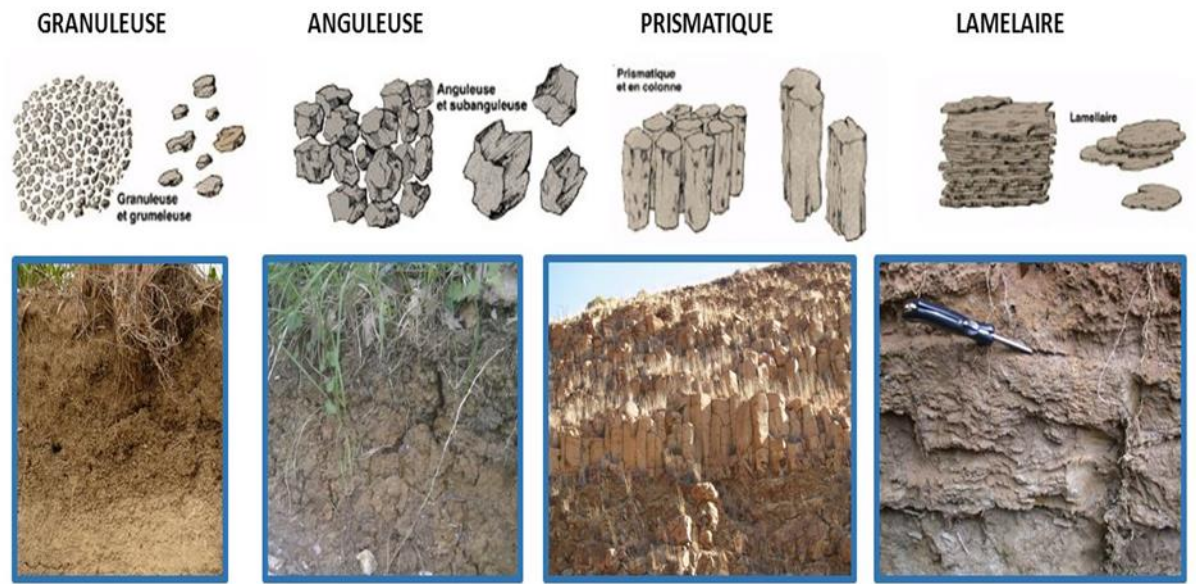 GRANULEUSE
ANGULEUSE
PRISMATIQUE
LAMELAIRE
Granuleuse
et grumeleuse
Anguleuse
et subanguleuse
Prismatique
et en colonne
Lamellaire